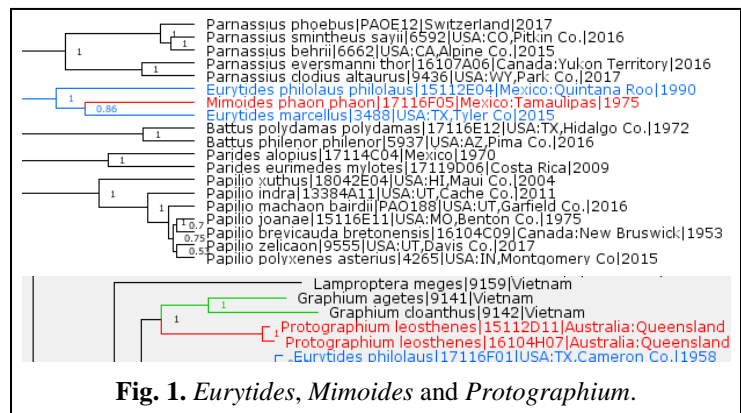 Parnassius phoebus|PAOE12|Switzerland|2017
Parnassius smintheus sayii|6592|USA:CO,Pitkin Co.|2016
Parnassius behrii|6662|USA:CA,Alpine Co.|2015
Parnassius eversmanni thor|16107A06|Canada:Yukon Territory|2016
Parnassius clodius altaurus|9436|USA:WY,Park Co.|2017
Eurytides philolaus philolaus|15112E04|Mexico:Quintana Roo|1990
Mimoides phaon phaon|17116F05|Mexico:Tamaulipas|1975
Eurytides marcellus|3488|USA:TX,Tyler Co|2015
Battus polydamas polydamas|17116E12|USA:TX,Hidalgo Co.|1972
Battus philenor philenor|5937|USA:AZ,Pima Co.|2016
Parides alopius|17114C04|Mexico|1970
Parides eurimedes mylotes|17119D06|Costa Rica|2009
Papilio xuthus|18042E04|USA:HI,Maui Co.|2004
Papilio indra|13384A11|USA:UT,Cache Co.|2011
Papilio machaon bairdii|PAO188|USA:UT,Garfield Co.|2016
Papilio joanae|15116E11|USA:MO,Benton Co.|1975
Papilio brevicauda bretonensis|16104C09|Canada:New Bruswick|1953
Papilio zelicaon|9555|USA:UT,Davis Co.|2017
Papilio polyxenes asterius|4265|USA:IN,Montgomery Co|2015
1
1
1
1
1
0.86
1
1
1
1
1
0.7
0.75
0.53
Lamproptera meges|9159|Vietnam
Graphium agetes|9141|Vietnam
Graphium cloanthus|9142|Vietnam
Protographium leosthenes|15112D11|Australia:Queensland
Protographium leosthenes|16104H07|Australia:Queensland
Eurytides philolaus|17116F01|USA:TX,Cameron Co.|1958
1
1
1
Fig. 1. Eurytides, Mimoides and Protographium.